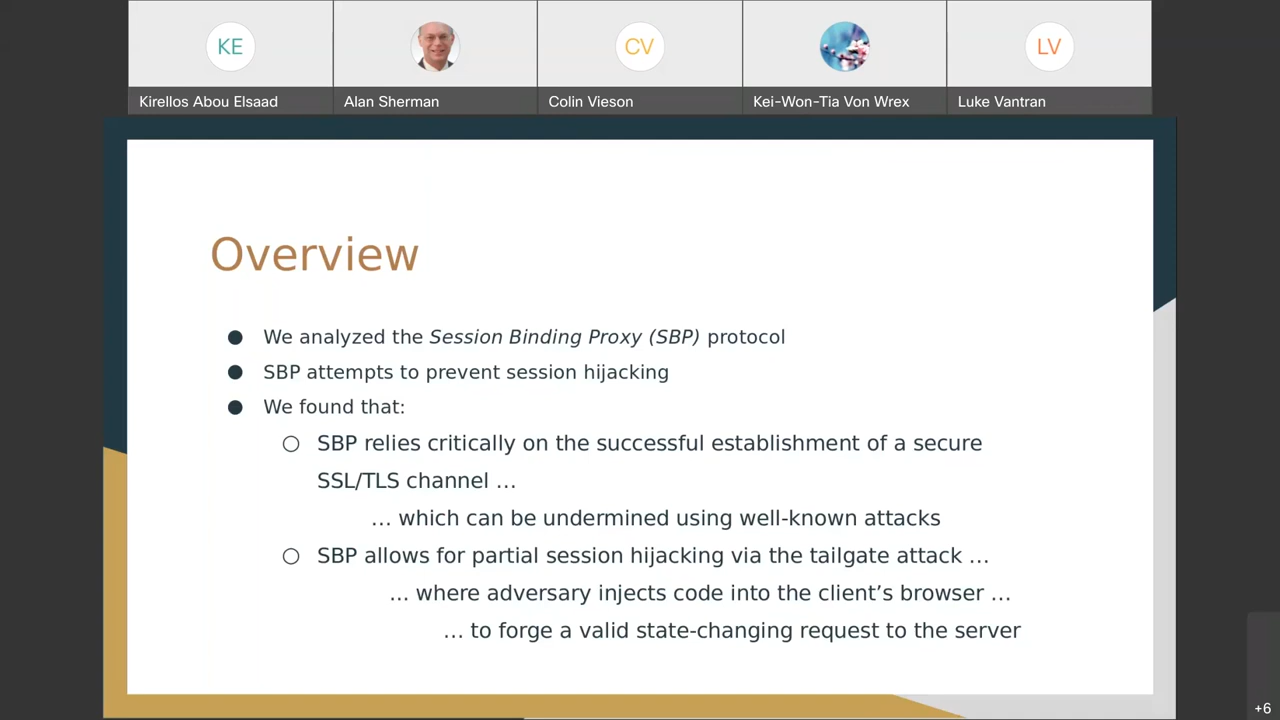 KE
CV
LV
Kirellos Abou Elsaad
Alan Sherman
Colin Vieson
Kei-Won-Tia Von Wrex
Luke Vantran
Overview
● We analyzed the Session Binding Proxy (SBP) protocol
● SBP attempts to prevent session hijacking
● We found that:
○ SBP relies critically on the successful establishment of a secure
SSL/TLS channel …
… which can be undermined using well-known attacks
○ SBP allows for partial session hijacking via the tailgate attack …
… where adversary injects code into the client’s browser …
… to forge a valid state-changing request to the server
+6